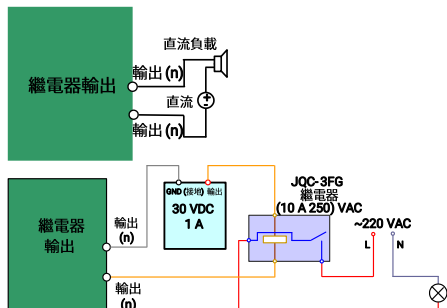 直流負載
繼電器輸出
輸出 (n)
直流
輸出 (n)
GND (接地) 輸出
30 VDC
1 A
JQC-3FG
繼電器
(10 A 250) VAC
~220 VAC
L
N
繼電器
輸出
輸出
(n)
輸出
(n)